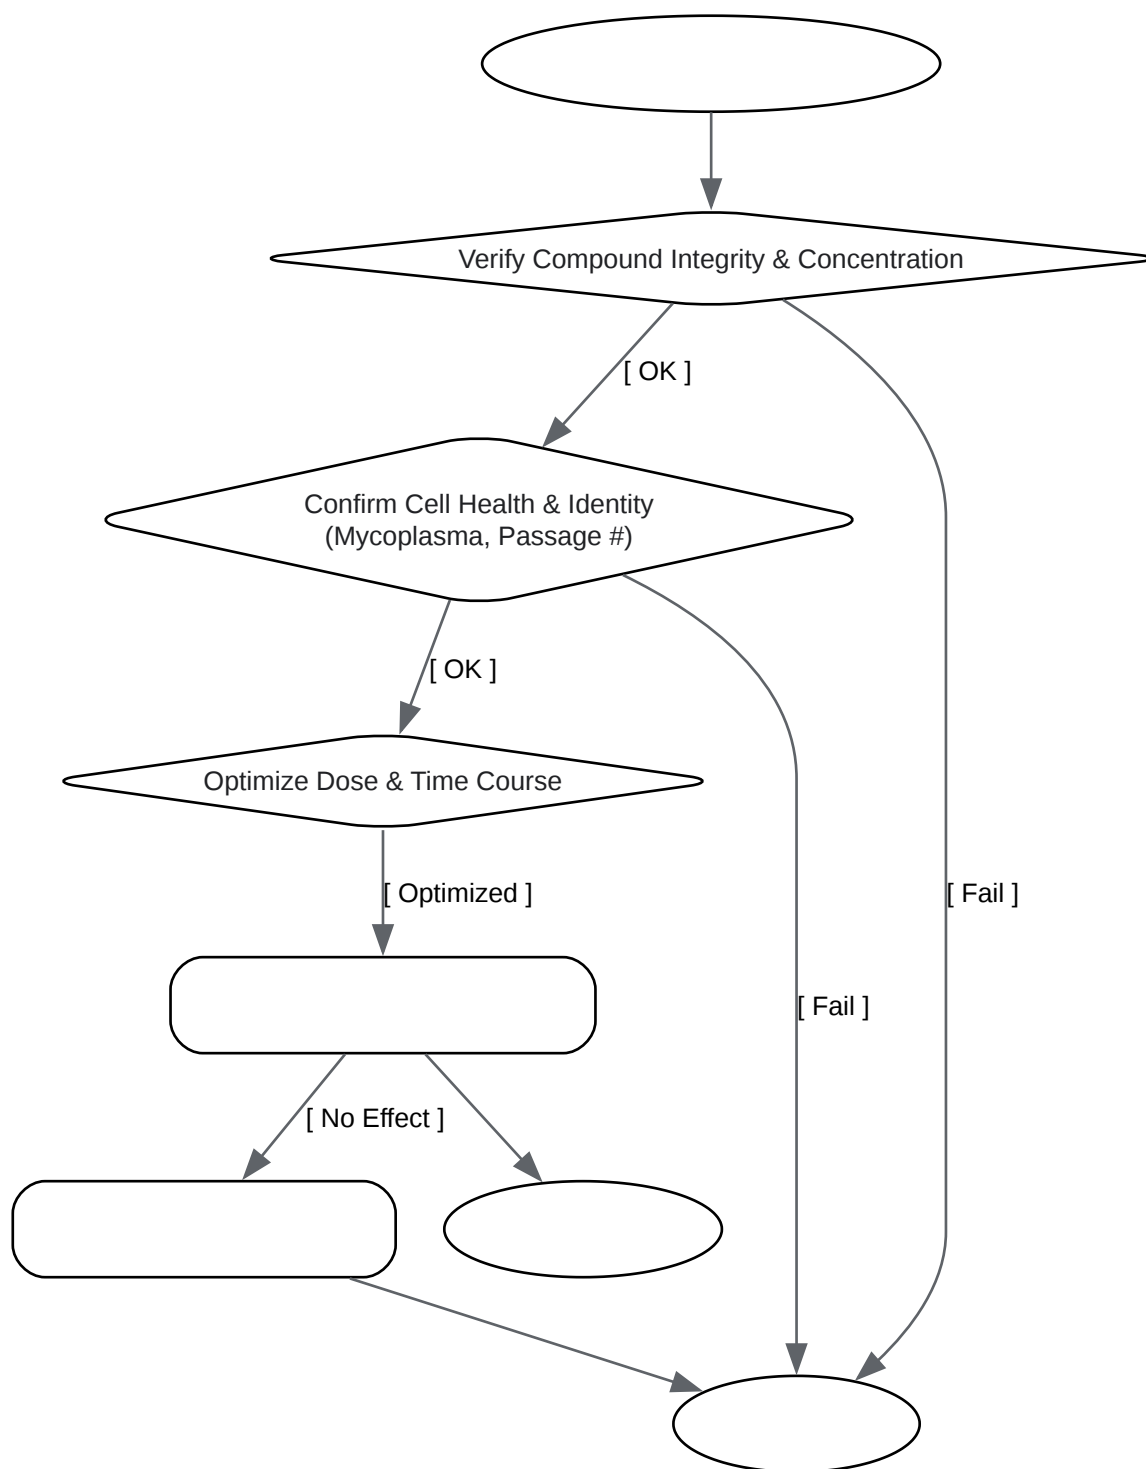 Verify Compound Integrity & Concentration
[ OK ]
Confirm Cell Health & Identity
(Mycoplasma, Passage #)
[ OK ]
Optimize Dose & Time Course
[ Optimized ]
[ Fail ]
[ Fail ]
[ No Effect ]